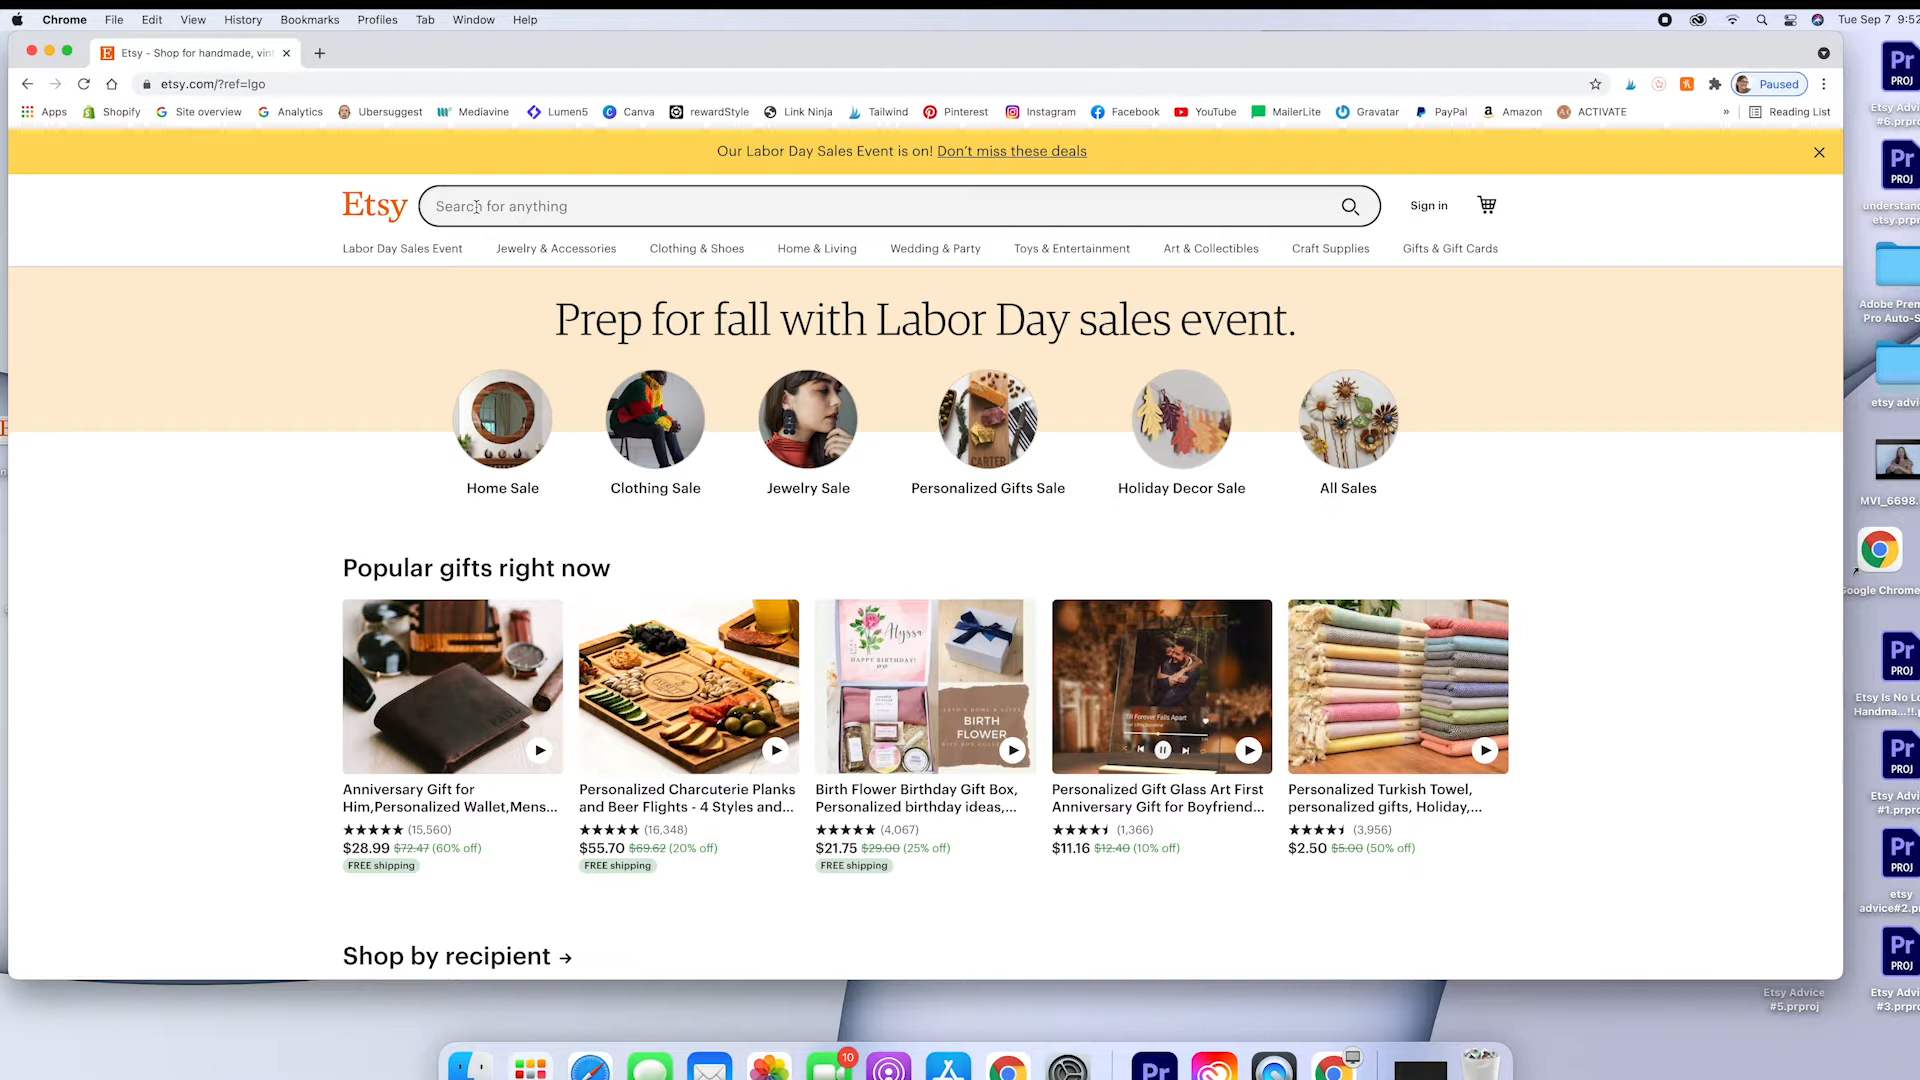 Chrome File Edit View History Bookmarks Profiles Tab Window Help Tue Sep 7 9:52
Etsy - Shop for handmade, vint
etsy.com/?ref=lgo Paused
Apps Shopify Site overview Analytics Ubersuggest Mediavine Lumen5 Canva rewardStyle Link Ninja Tailwind Pinterest Instagram Facebook YouTube MailerLite Gravatar PayPal Amazon ACTIVATE » Reading List
Our Labor Day Sales Event is on! Don't miss these deals
Etsy Search for anything Sign in
Labor Day Sales Event Jewelry & Accessories Clothing & Shoes Home & Living Wedding & Party Toys & Entertainment Art & Collectibles Craft Supplies Gifts & Gift Cards
Prep for fall with Labor Day sales event.
CARTER
Home Sale Clothing Sale Jewelry Sale Personalized Gifts Sale Holiday Decor Sale All Sales
Popular gifts right now
Alyssa
HAPPY BIRTHDAY!
BIRTH
FLOWER
Till Forever Falls Apart
Anniversary Gift for
Him,Personalized Wallet,Mens...
★★★★★ (15,560)
$28.99 $72.47 (60% off)
FREE shipping
Personalized Charcuterie Planks
and Beer Flights - 4 Styles and...
★★★★★ (16,348)
$55.70 $69.62 (20% off)
FREE shipping
Birth Flower Birthday Gift Box,
Personalized birthday ideas,...
★★★★★ (4,067)
$21.75 $29.00 (25% off)
FREE shipping
Personalized Gift Glass Art First
Anniversary Gift for Boyfriend...
(1,366)
$11.16 $12.40 (10% off)
Personalized Turkish Towel,
personalized gifts, Holiday,...
(3,956)
$2.50 $5.00 (50% off)
Shop by recipient →
Pr
PROJ
Etsy Advi
#6.prpro
Pr
PROJ
understand
etsy.prpr
Adobe Prem
Pro Auto-S
etsy advi
MVI_6698.
Google Chrome
Pr
PROJ
Etsy Is No Lo
Handma...!!.p
Pr
PROJ
Etsy Advi
#1.prpro
Pr
PROJ
etsy
advice#2.p
Pr
PROJ
Etsy Advi
#3.prpro
Etsy Advice
#5.prproj
10
Pr